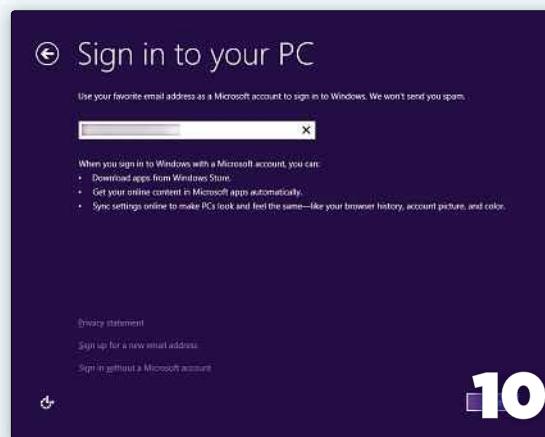 Sign in to your PC
Use your favorite email address as a Microsoft account to sign in to Windows. We won't send you spam.
When you sign in to Windows with a Microsoft account, you can:
• Download apps from Windows Store.
• Get your online content in Microsoft apps automatically.
• Sync settings online to make PCs look and feel the same—like your browser history, account picture, and color.
Privacy statement
Sign up for a new email address
Sign in without a Microsoft account
10